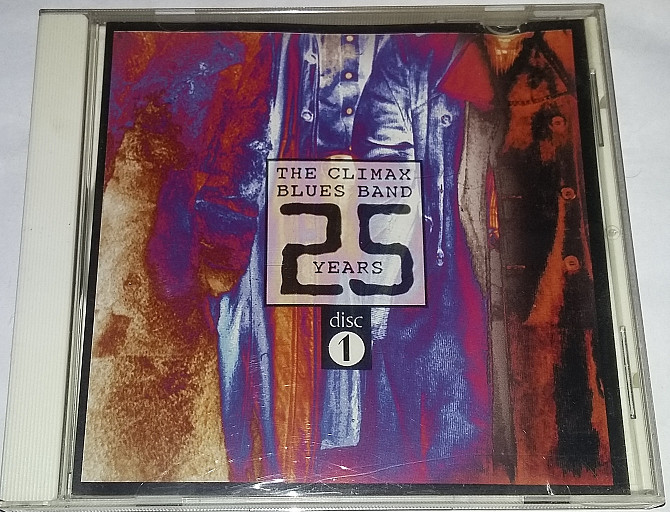 THE CLIMAX
BLUES BAND
25
YEARS
disc
1